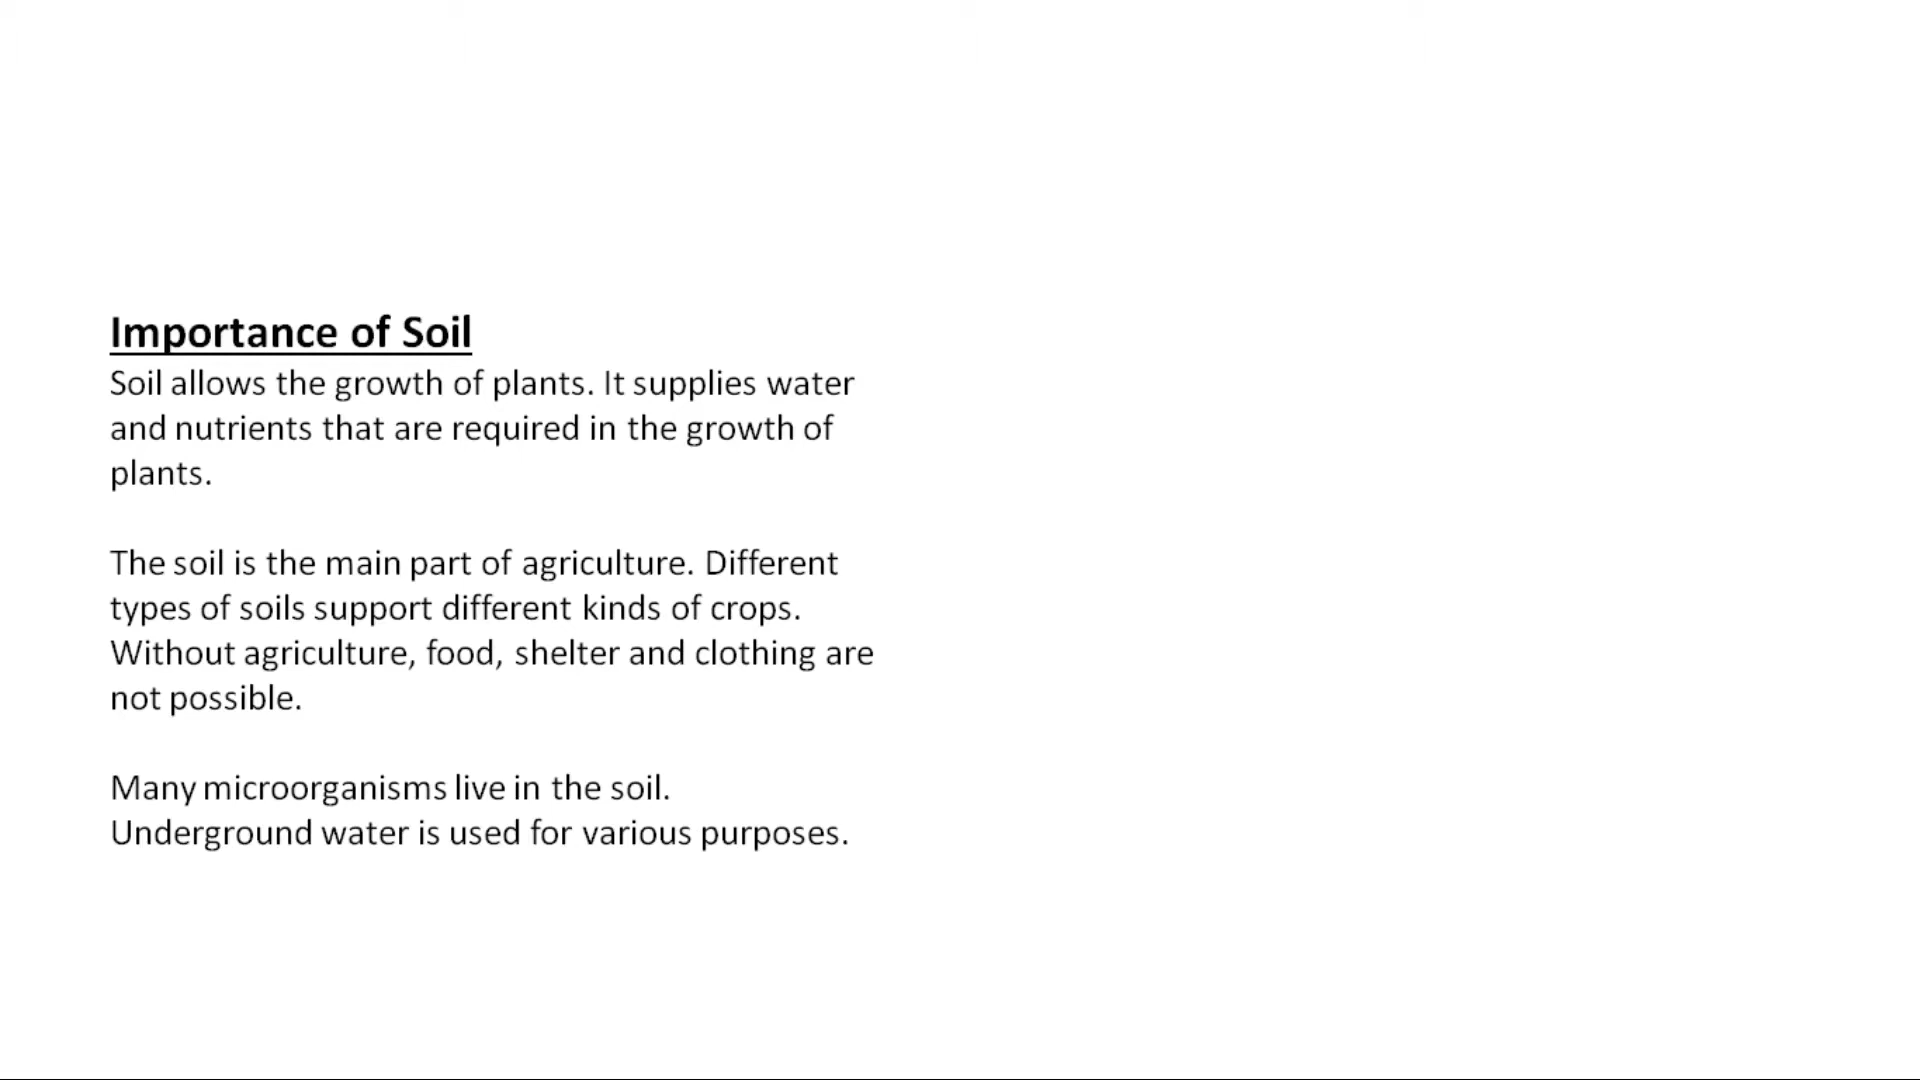 Importance of Soil
Soil allows the growth of plants. It supplies water
and nutrients that are required in the growth of
plants.
The soil is the main part of agriculture. Different
types of soils support different kinds of crops.
Without agriculture, food, shelter and clothing are
not possible.
Many microorganisms live in the soil.
Underground water is used for various purposes.